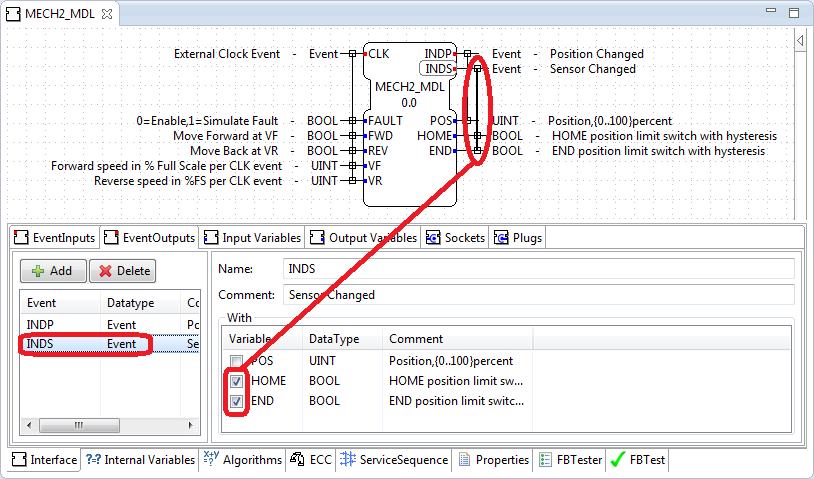 MECH2_MDL
External Clock Event - Event CLK INDP Event - Position Changed
INDS Event - Sensor Changed
MECH2_MDL
0.0
0=Enable,1=Simulate Fault - BOOL FAULT POS UINT - Position,{0..100}percent
Move Forward at VF - BOOL FWD HOME BOOL - HOME position limit switch with hysteresis
Move Back at VR - BOOL REV END BOOL - END position limit switch with hysteresis
Forward speed in % Full Scale per CLK event - UINT VF
Reverse speed in %FS per CLK event - UINT VR
EventInputs EventOutputs Input Variables Output Variables Sockets Plugs
Add Delete
Name: INDS
Comment: Sensor Changed
Event Datatype Co
INDP Event Po
INDS Event Se
With
Variable DataType Comment
POS UINT Position,{0..100}percent
HOME BOOL HOME position limit sw...
END BOOL END position limit switc...
Interface Internal Variables Algorithms ECC ServiceSequence Properties FBTester FBTest